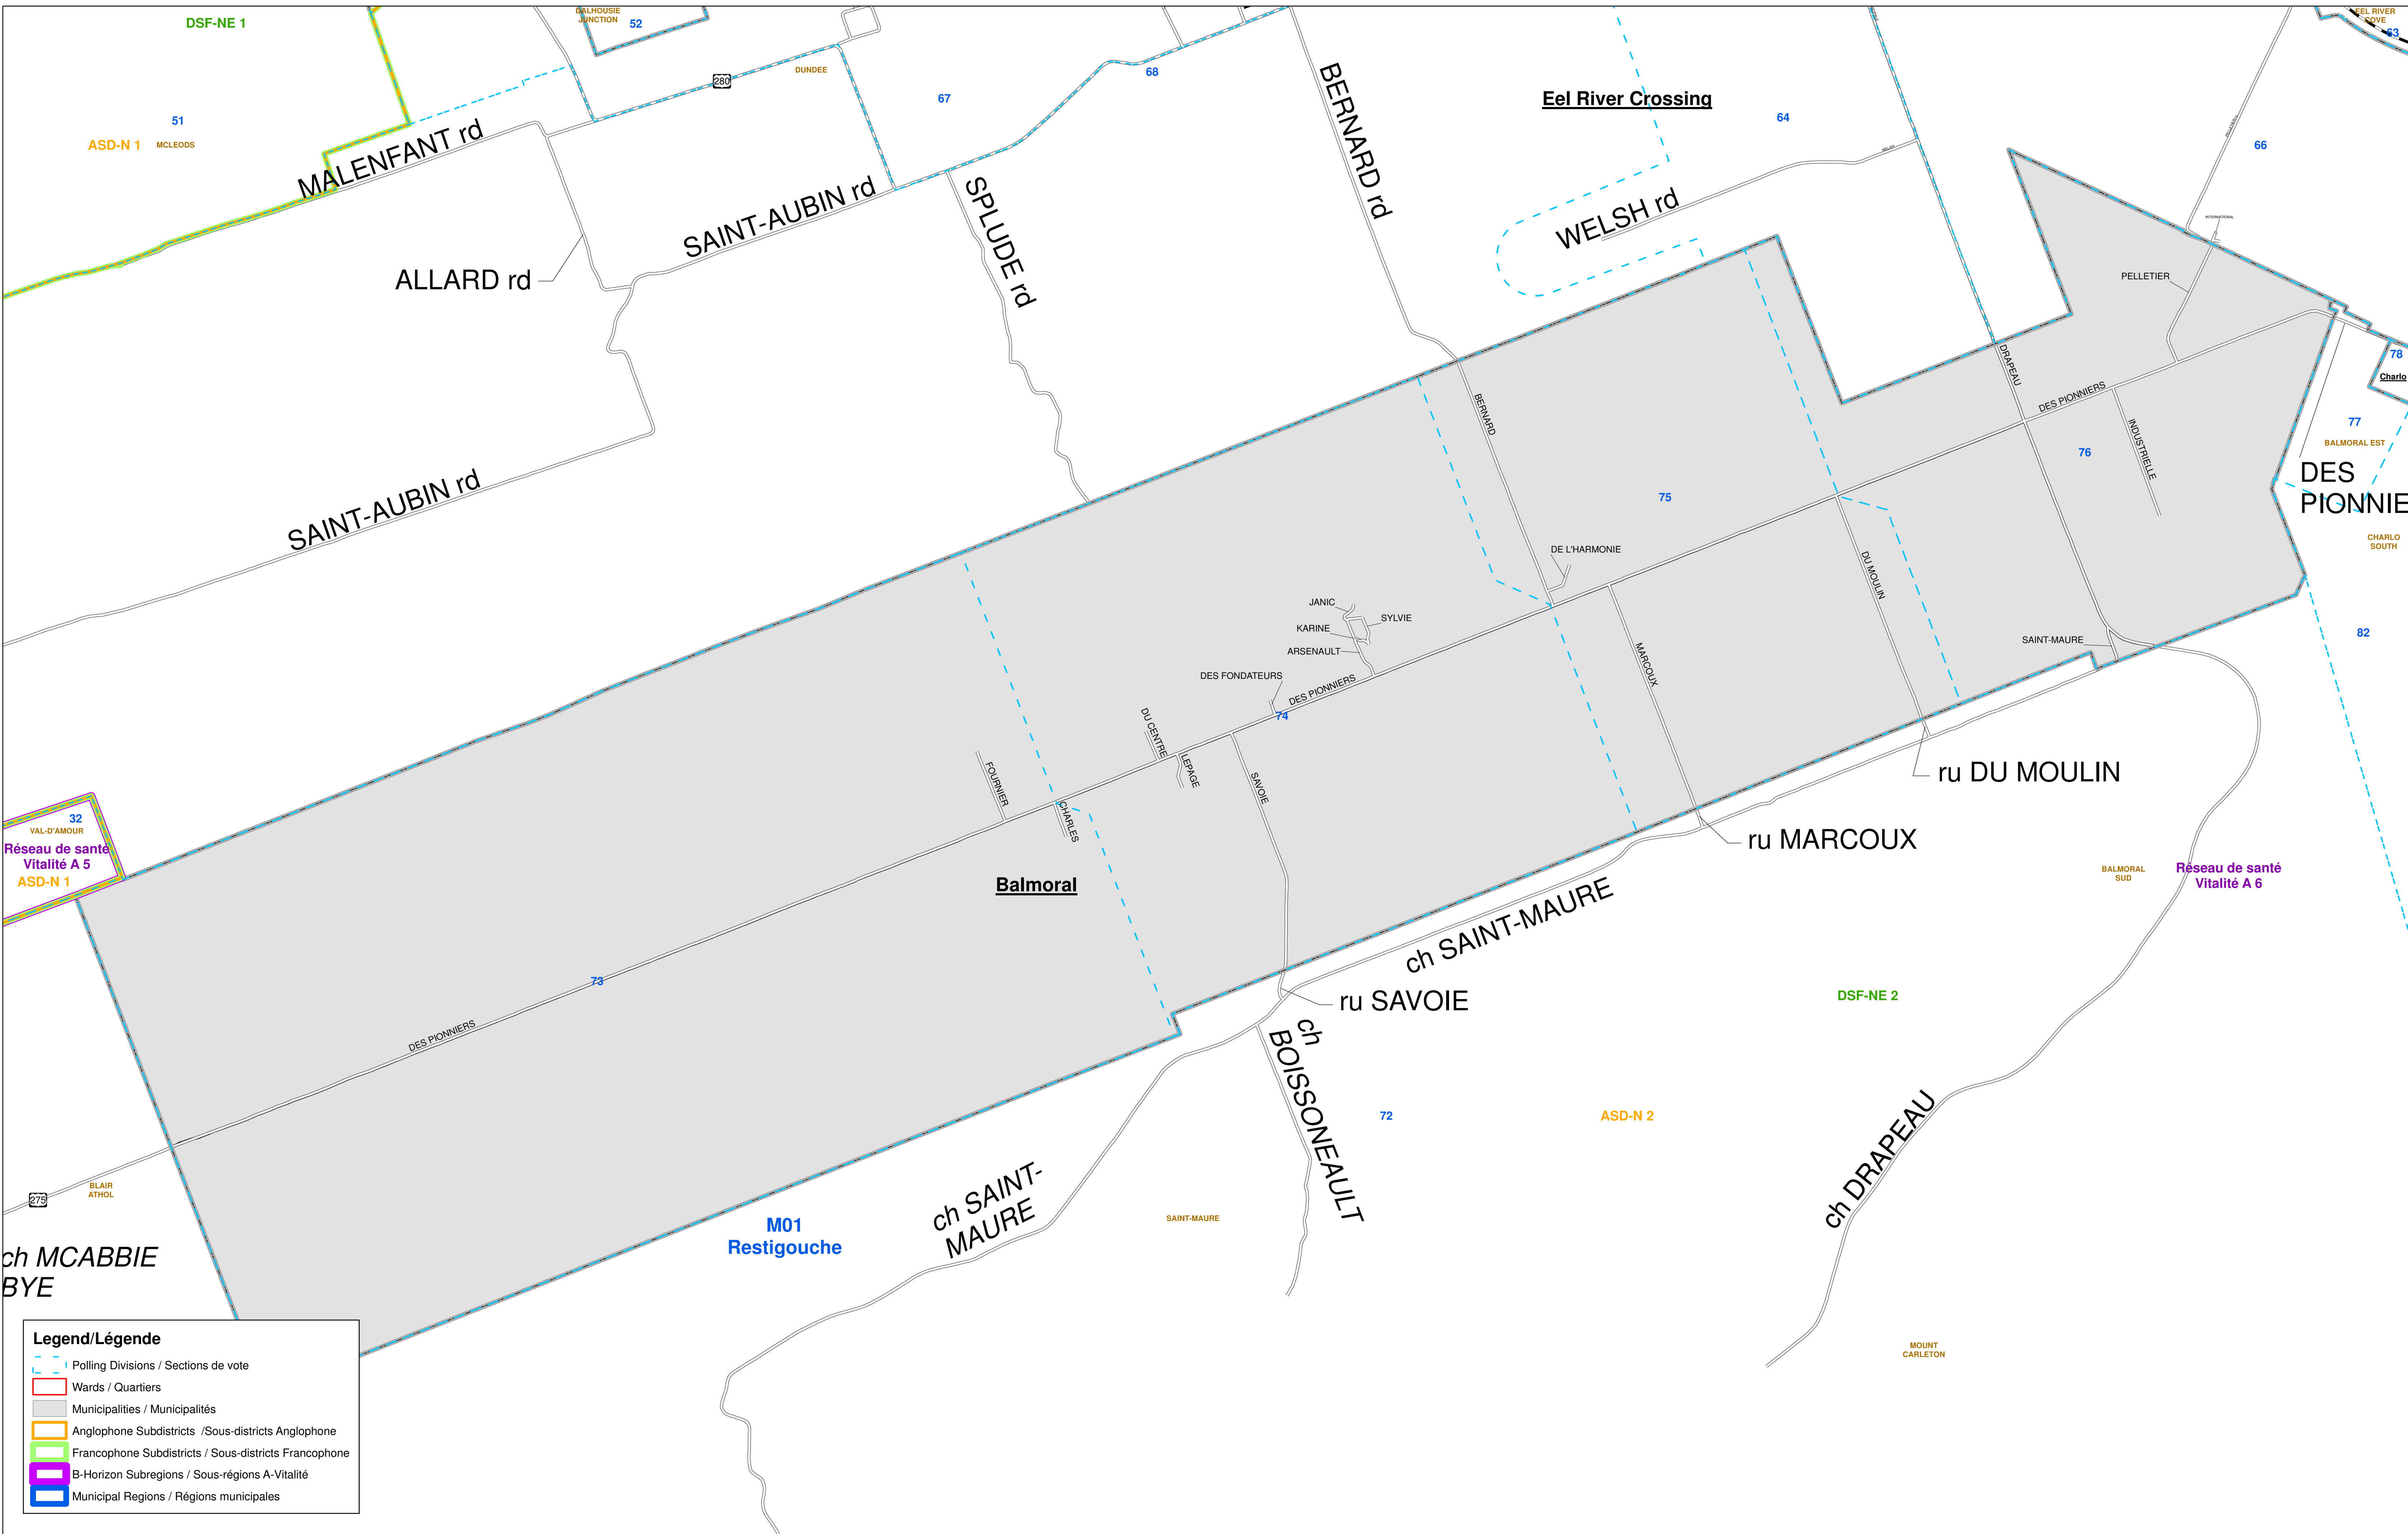 DSF-NE 1
DALHOUSIE
JUNCTION
52
EEL RIVER
COVE
63
280
DUNDEE
67
68
BERNARD rd
Eel River Crossing
64
51
ASD-N 1
MCLEODS
MALENFANT rd
PELLETIER
66
WELSH
ALLARD rd
SAINT-AUBIN rd
SPLUDE rd
WELSH rd
INTERNATIONAL
PELLETIER
DRAPEAU
78
Charlo
BERNARD
DES PIONNIERS
77
BALMORAL EST
INDUSTRIELLE
76
DES
PIONNIE
SAINT-AUBIN rd
75
DE L'HARMONIE
DU MOULIN
CHARLO
SOUTH
JANIC
SYLVIE
KARINE
ARSENAULT
MARCOUX
SAINT-MAURE
82
DES FONDATEURS
DES PIONNIERS
74
DU CENTRE
LEPAGE
SAVOIE
FOURNIER
CHARLES
ru DU MOULIN
32
VAL-D'AMOUR
Réseau de santé
Vitalité A 5
ASD-N 1
ru MARCOUX
Balmoral
BALMORAL
SUD
Réseau de santé
Vitalité A 6
ch SAINT-MAURE
73
DES PIONNIERS
ru SAVOIE
DSF-NE 2
ch
BOISSONEAULT
72
ASD-N 2
ch DRAPEAU
BLAIR
ATHOL
275
M01
Restigouche
ch SAINT-
MAURE
SAINT-MAURE
ch MCABBIE
BYE
MOUNT
CARLETON
Legend/Légende
Polling Divisions / Sections de vote
Wards / Quartiers
Municipalities / Municipalités
Anglophone Subdistricts /Sous-districts Anglophone
Francophone Subdistricts / Sous-districts Francophone
B-Horizon Subregions / Sous-régions A-Vitalité
Municipal Regions / Régions municipales